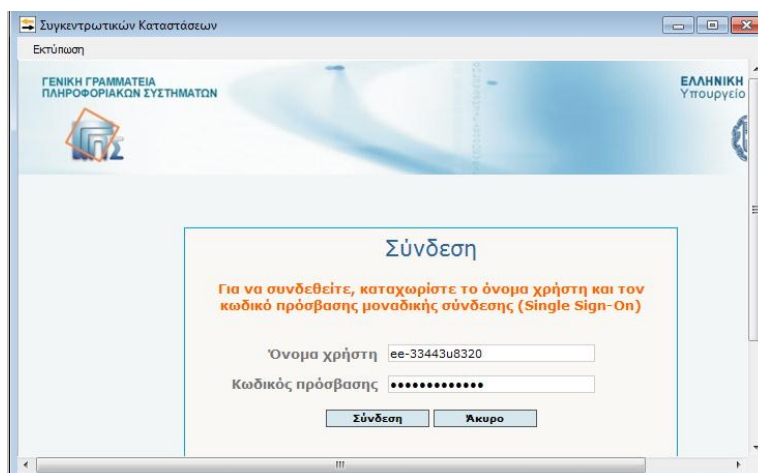 Συγκεντρωτικών Καταστάσεων
Εκτύπωση
ΓΕΝΙΚΗ ΓΡΑΜΜΑΤΕΙΑ
ΠΛΗΡΟΦΟΡΙΑΚΩΝ ΣΥΣΤΗΜΑΤΩΝ
ΕΛΛΗΝΙΚΗ
Υπουργείο
Σύνδεση
Για να συνδεθείτε, καταχωρίστε το όνομα χρήστη και τον
κωδικό πρόσβασης μοναδικής σύνδεσης (Single Sign-On)
Όνομα χρήστη ee-33443u8320
Κωδικός πρόσβασης •••••••••••••
Σύνδεση Άκυρο